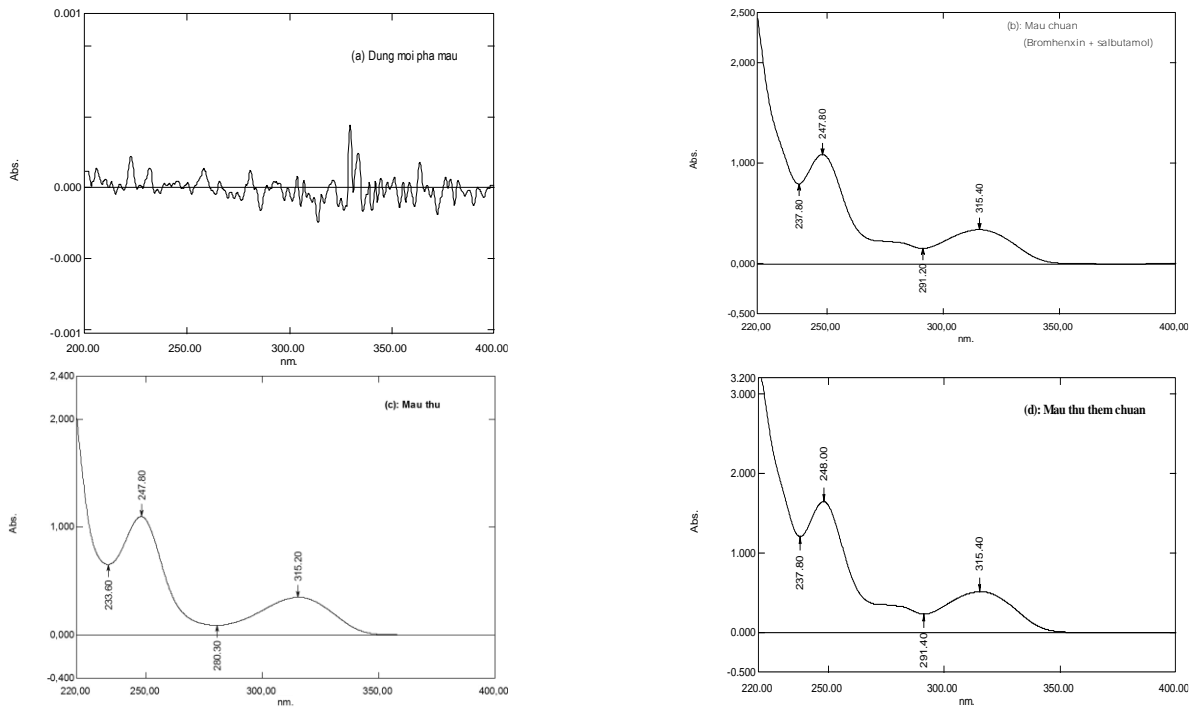 0.001
(a) Dung moi pha mau
Abs.
0.000
-0.000
-0.001
200.00 250.00 300.00 350.00 400.00
nm.
2,500
(b): Mau chuan
(Bromhenxin + salbutamol)
2,000
247.80
Abs.
1,000
237.80
315.40
291.20
0,000
-0,500
220,00 250,00 300,00 350,00 400,00
nm.
2,400
(c): Mau thu
2,000
247.80
Abs.
1,000
233.60
315.20
280.30
0,000
-0,400
220,00 250,00 300,00 350,00 400,00
nm.
3.200
3.000
(d): Mau thu them chuan
248.00
2.000
Abs.
1.000
237.80
315.40
291.40
0.000
-0.500
220.00 250.00 300.00 350.00 400.00
nm.